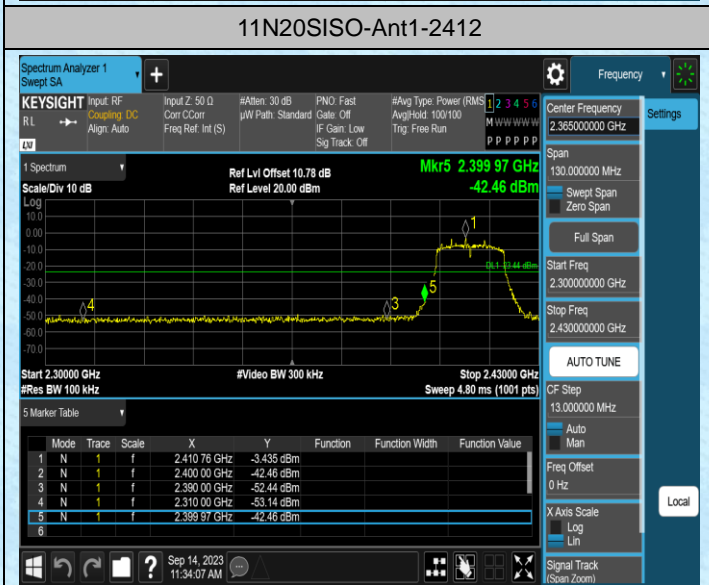 11N20SISO-Ant1-2412
Spectrum Analyzer 1
Swept SA
Frequency
KEYSIGHT
RL
LXI
Input: RF
Coupling: DC
Align: Auto
Input Z: 50 Ω
Corr CCorr
Freq Ref: Int (S)
#Atten: 30 dB
µW Path: Standard
PNO: Fast
Gate: Off
IF Gain: Low
Sig Track: Off
#Avg Type: Power (RMS
Avg|Hold: 100/100
Trig: Free Run
1 2 3 4 5 6
M W W W W W
P P P P P P
1 Spectrum
Scale/Div 10 dB
Ref Lvl Offset 10.78 dB
Ref Level 20.00 dBm
Mkr5 2.399 97 GHz
-42.46 dBm
Log
10.0
0.00
-10.0
-20.0
-30.0
-40.0
-50.0
-60.0
-70.0
1
DL1 -23.44 dBm
5
4
3
Start 2.30000 GHz
#Video BW 300 kHz
Stop 2.43000 GHz
#Res BW 100 kHz
Sweep 4.80 ms (1001 pts)
5 Marker Table
Mode Trace Scale X Y Function Function Width Function Value
1 N 1 f 2.410 76 GHz -3.435 dBm
2 N 1 f 2.400 00 GHz -42.46 dBm
3 N 1 f 2.390 00 GHz -52.44 dBm
4 N 1 f 2.310 00 GHz -53.14 dBm
5 N 1 f 2.399 97 GHz -42.46 dBm
6
Sep 14, 2023
11:34:07 AM
Settings
Center Frequency
2.365000000 GHz
Span
130.000000 MHz
Swept Span
Zero Span
Full Span
Start Freq
2.300000000 GHz
Stop Freq
2.430000000 GHz
AUTO TUNE
CF Step
13.000000 MHz
Auto
Man
Freq Offset
0 Hz
X Axis Scale
Log
Lin
Signal Track
(Span Zoom)
Local